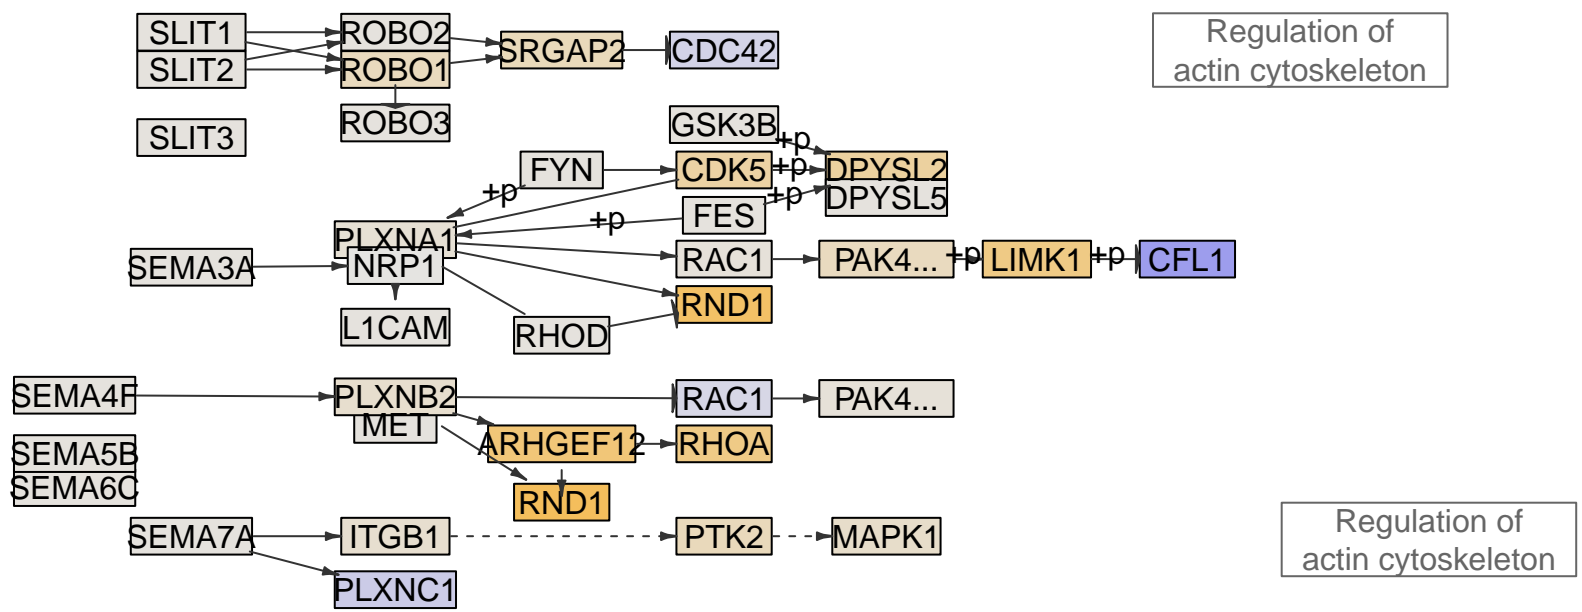 SLIT1
ROBO2
SRGAP2
CDC42
Regulation of
actin cytoskeleton
SLIT2
ROBO1
SLIT3
ROBO3
GSK3B
+p
FYN
CDK5
+p
DPYSL2
+p
FES
+p
DPYSL5
PLXNA1
+p
SEMA3A
NRP1
RAC1
PAK4...
+p
LIMK1
+p
CFL1
RND1
L1CAM
RHOD
SEMA4F
PLXNB2
RAC1
PAK4...
MET
ARHGEF12
RHOA
SEMA5B
SEMA6C
RND1
SEMA7A
ITGB1
PTK2
MAPK1
Regulation of
actin cytoskeleton
PLXNC1